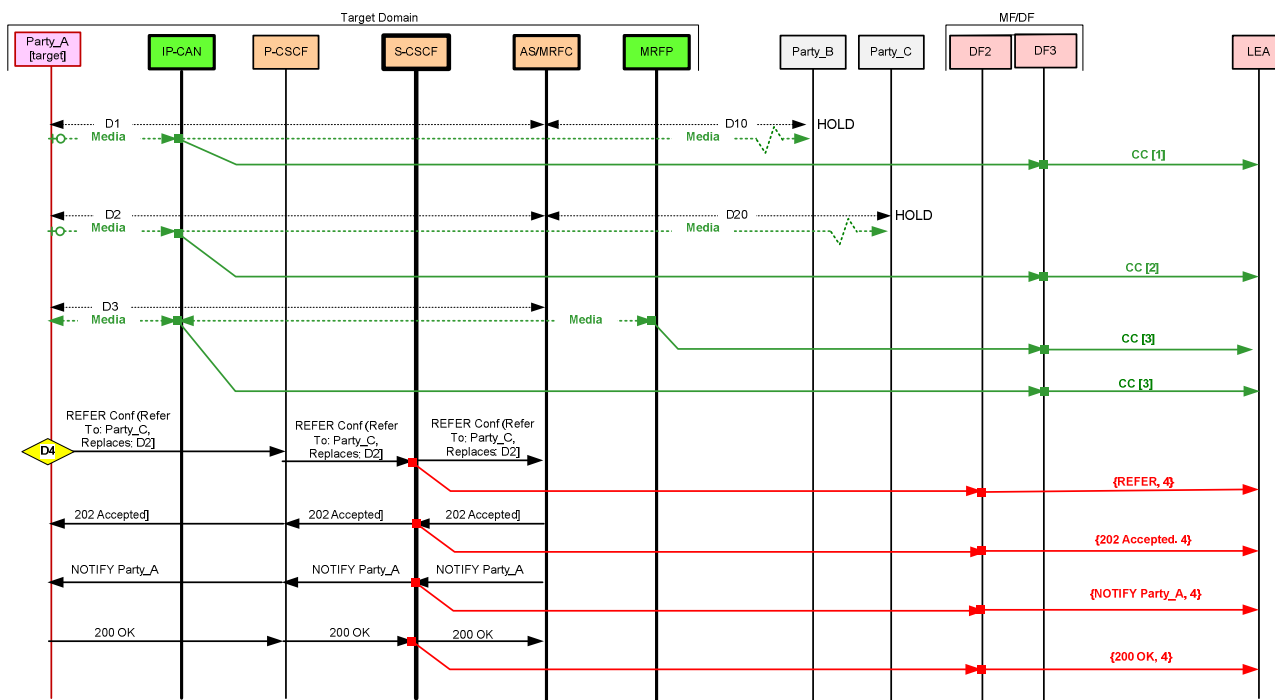 Target Domain
MF/DF
Party_A
[target]
IP-CAN
P-CSCF
S-CSCF
AS/MRFC
MRFP
Party_B
Party_C
DF2
DF3
LEA
D1
D10
HOLD
Media
Media
CC [1]
D2
D20
HOLD
Media
Media
CC [2]
D3
Media
Media
CC [3]
CC [3]
REFER Conf (Refer
To: Party_C,
Replaces: D2]
REFER Conf (Refer
To: Party_C,
Replaces: D2]
REFER Conf (Refer
To: Party_C,
Replaces: D2]
D4
{REFER, 4}
202 Accepted]
202 Accepted]
202 Accepted]
{202 Accepted. 4}
NOTIFY Party_A
NOTIFY Party_A
NOTIFY Party_A
{NOTIFY Party_A, 4}
200 OK
200 OK
200 OK
{200 OK, 4}